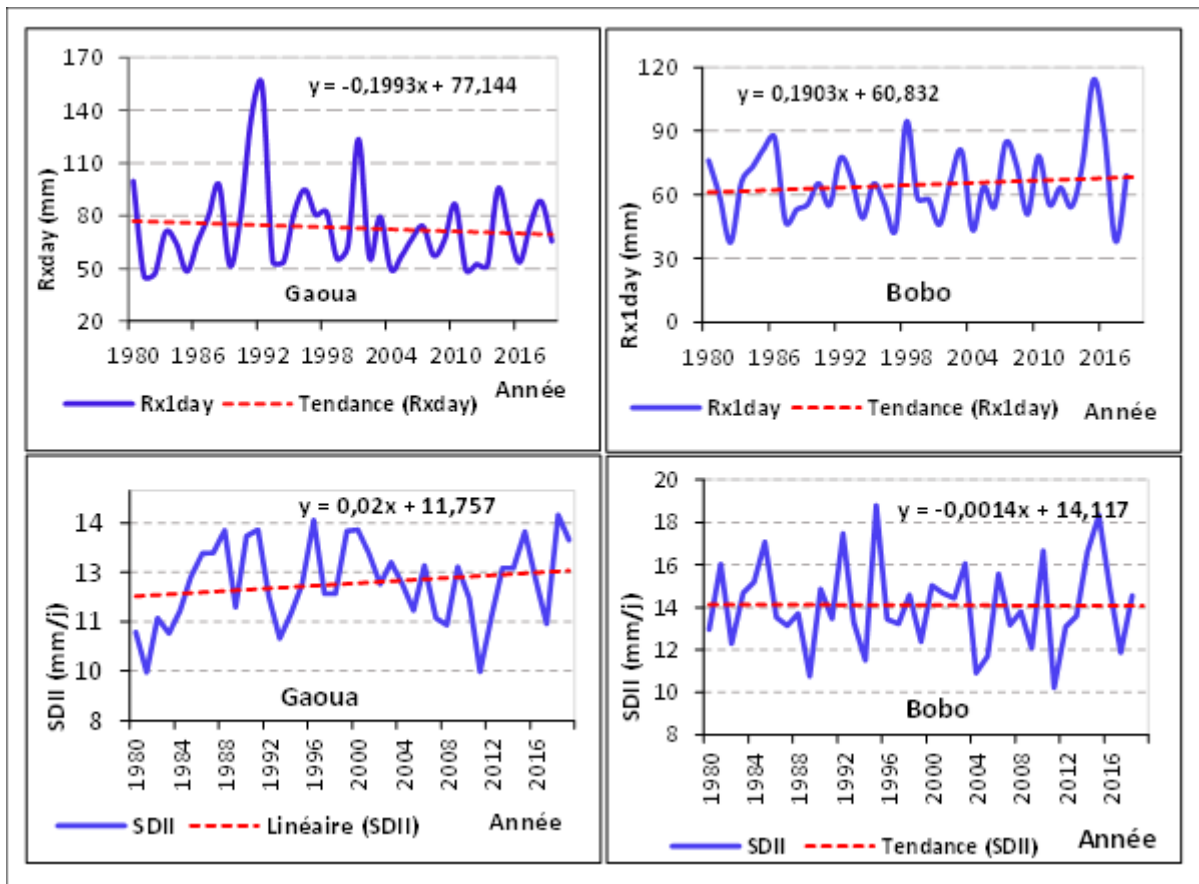 170
140
110
80
50
20
Rxday (mm)
y = -0,1993x + 77,144
Gaoua
1980 1986 1992 1998 2004 2010 2016
Année
Rx1day Tendance (Rxday)
120
90
60
30
0
Rx1day (mm)
y = 0,1903x + 60,832
Bobo
1980 1986 1992 1998 2004 2010 2016
Rx1day Tendance (Rx1day) Année
14
13
11
10
8
SDII (mm/j)
y = 0,02x + 11,757
Gaoua
1980 1984 1988 1992 1996 2000 2004 2008 2012 2016
SDII Linéaire (SDII) Année
20
18
16
14
12
10
8
SDII (mm/j)
y = -0,0014x + 14,117
Bobo
1980 1984 1988 1992 1996 2000 2004 2008 2012 2016
Année
SDII Tendance (SDII)